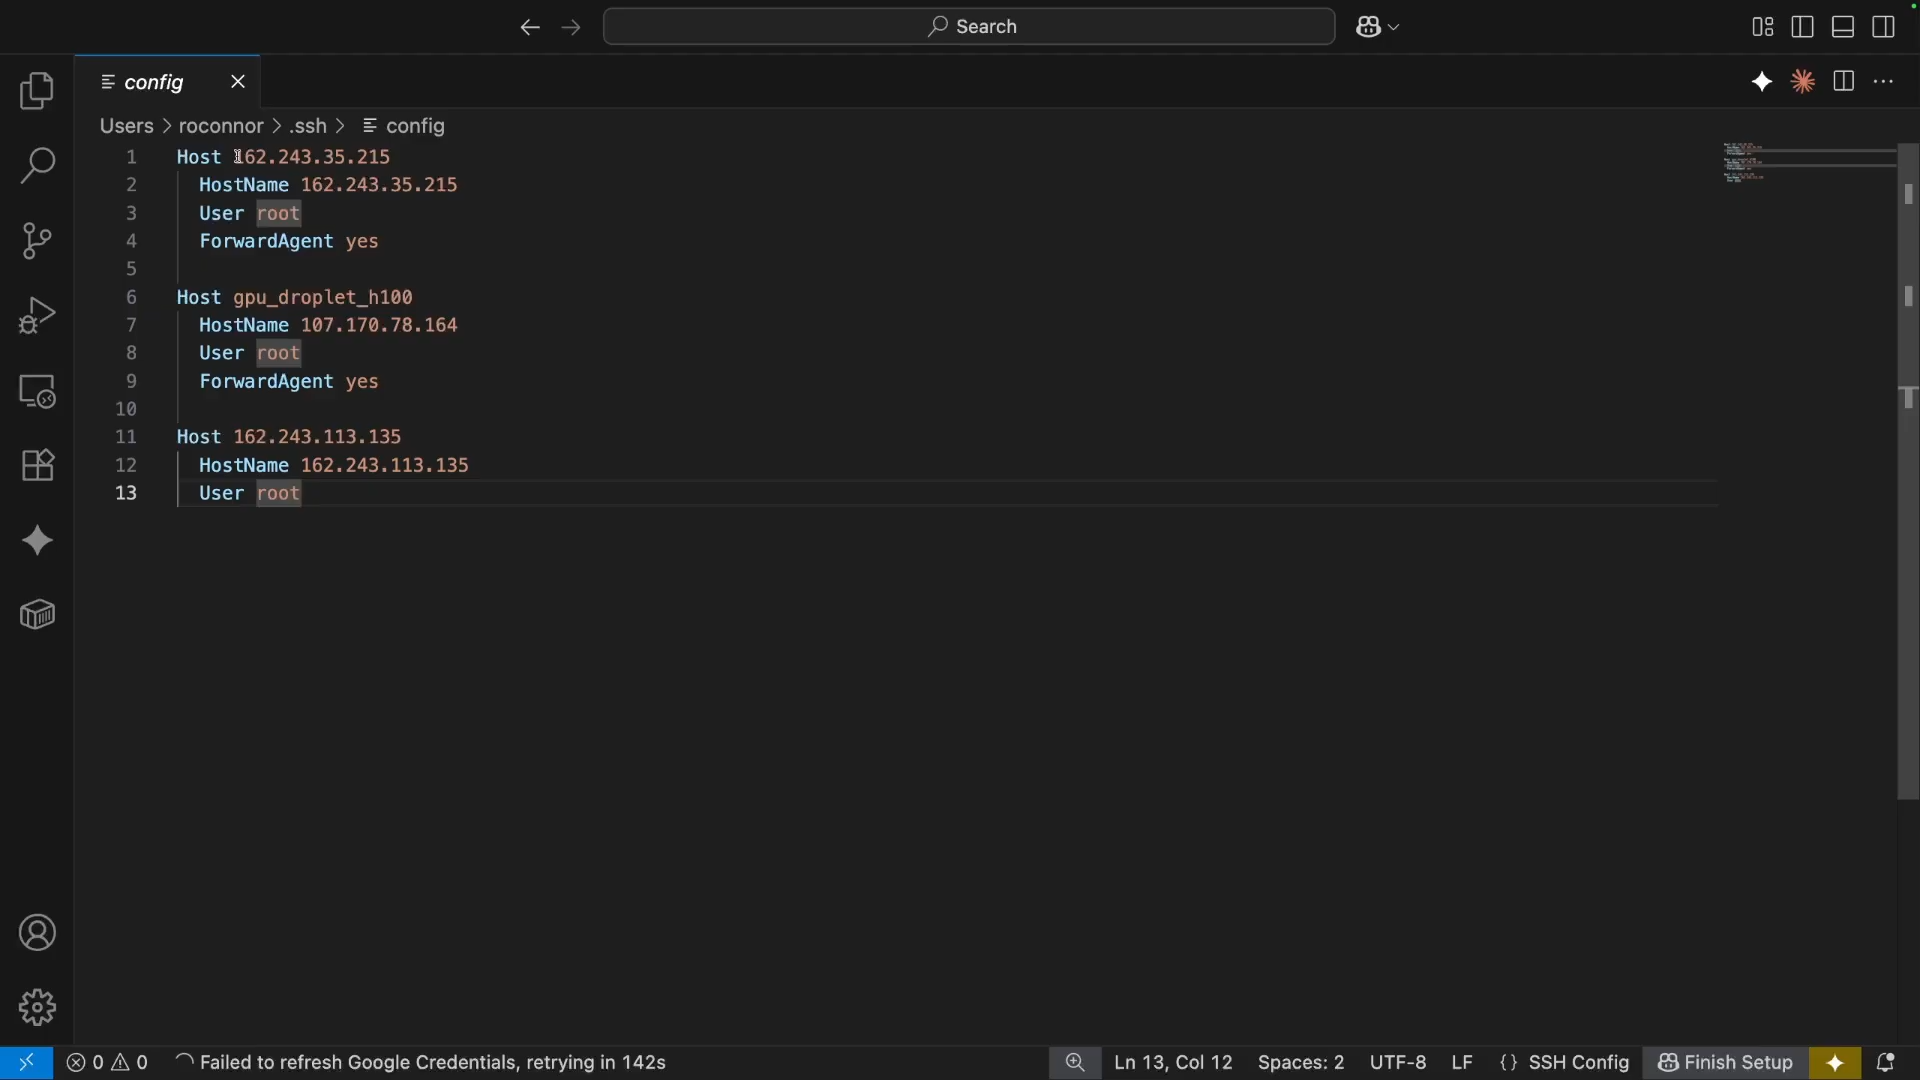 Search
config
Users > roconnor > .ssh > config
1 Host 162.243.35.215
2 HostName 162.243.35.215
3 User root
4 ForwardAgent yes
5
6 Host gpu_droplet_h100
7 HostName 107.170.78.164
8 User root
9 ForwardAgent yes
10
11 Host 162.243.113.135
12 HostName 162.243.113.135
13 User root
0 0 Failed to refresh Google Credentials, retrying in 142s Ln 13, Col 12 Spaces: 2 UTF-8 LF {} SSH Config Finish Setup